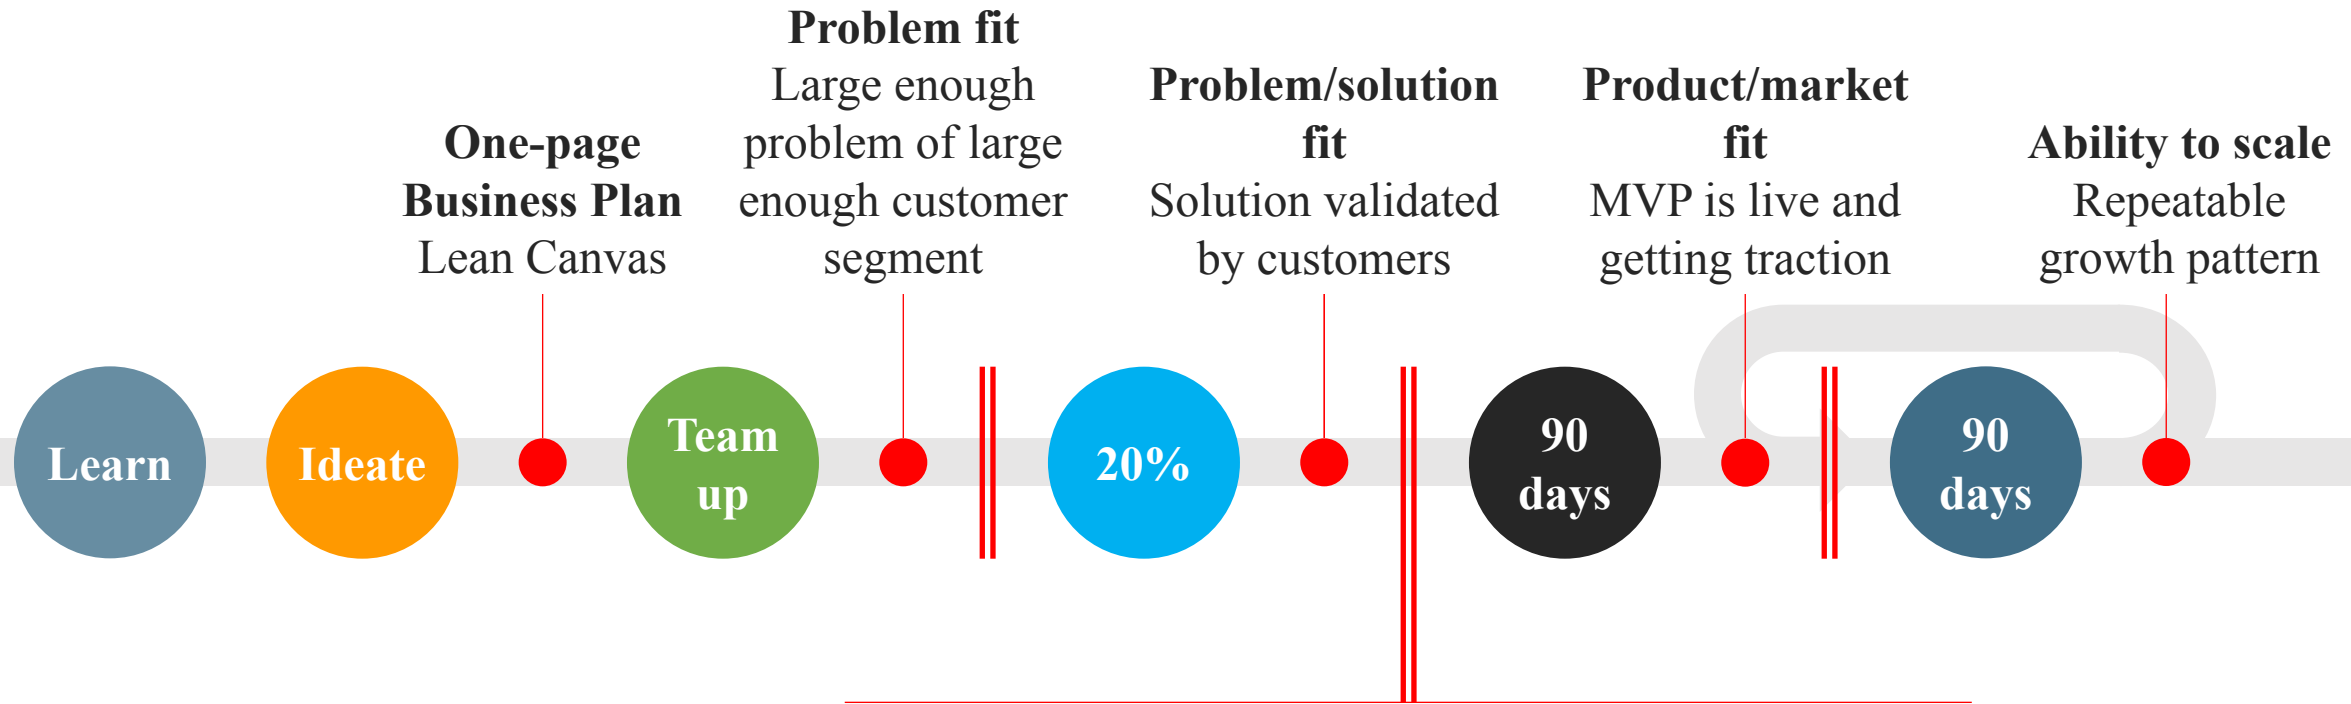 Problem fit
Large enough
problem of large
enough customer
segment
One-page
Business Plan
Lean Canvas
Problem/solution
fit
Solution validated
by customers
Product/market
fit
MVP is live and
getting traction
Ability to scale
Repeatable
growth pattern
Learn
Ideate
Team
up
20%
90
days
90
days